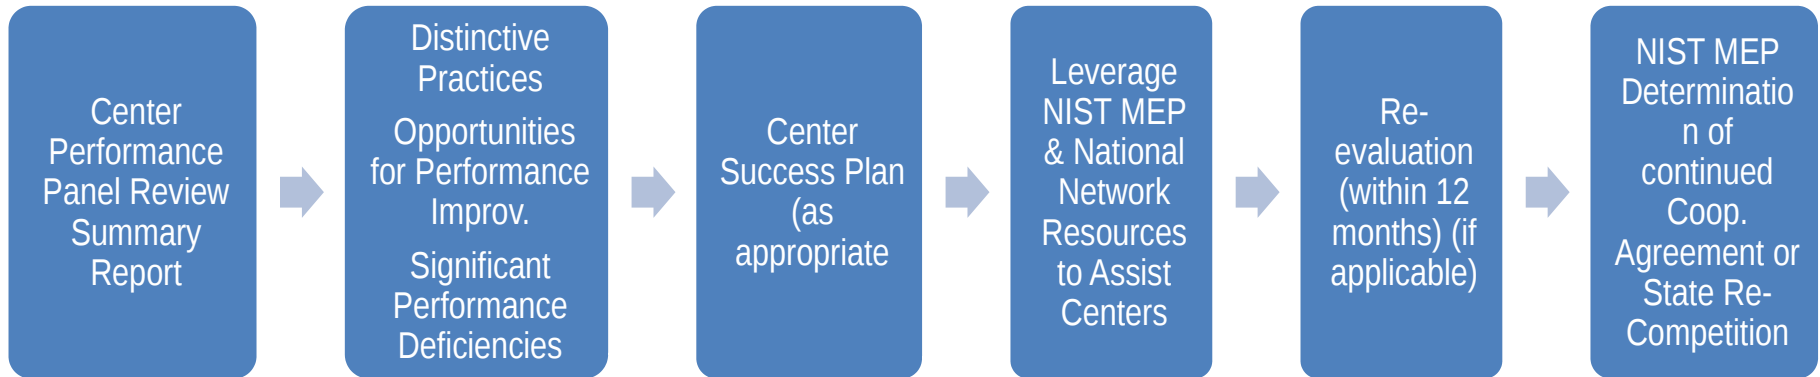 Center
Performance
Panel Review
Summary
Report
Distinctive
Practices
Opportunities
for Performance
Improv.
Significant
Performance
Deficiencies
Center
Success Plan
(as
appropriate
Leverage
NIST MEP
& National
Network
Resources
to Assist
Centers
Re-
evaluation
(within 12
months) (if
applicable)
NIST MEP
Determinatio
n of
continued
Coop.
Agreement or
State Re-
Competition